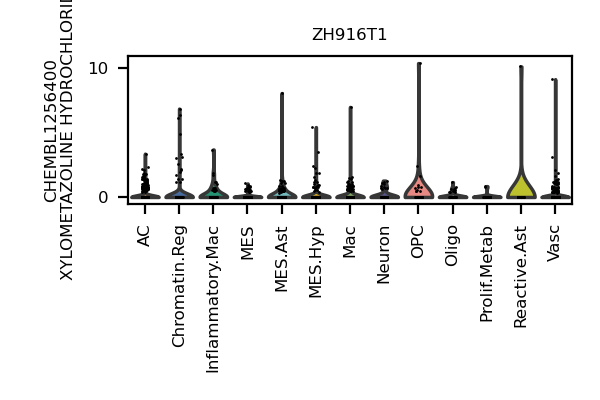 ZH916T1
CHEMBL1256400
XYLOMETAZOLINE
10
0
AC
Chromatin.Reg
Inflammatory.Mac
MES
MES.Ast
MES.Hyp
Mac
Neuron
OPC
Oligo
Prolif.Metab
Reactive.Ast
Vasc